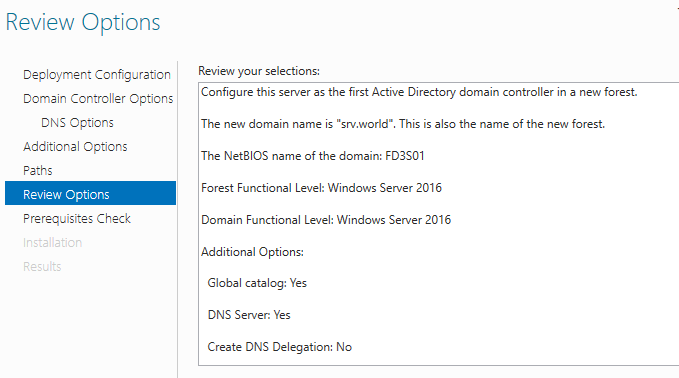 Review Options
Deployment Configuration
Domain Controller Options
DNS Options
Additional Options
Paths
Review Options
Prerequisites Check
Installation
Results
Review your selections:
Configure this server as the first Active Directory domain controller in a new forest.
The new domain name is "srv.world". This is also the name of the new forest.
The NetBIOS name of the domain: FD3S01
Forest Functional Level: Windows Server 2016
Domain Functional Level: Windows Server 2016
Additional Options:
Global catalog: Yes
DNS Server: Yes
Create DNS Delegation: No